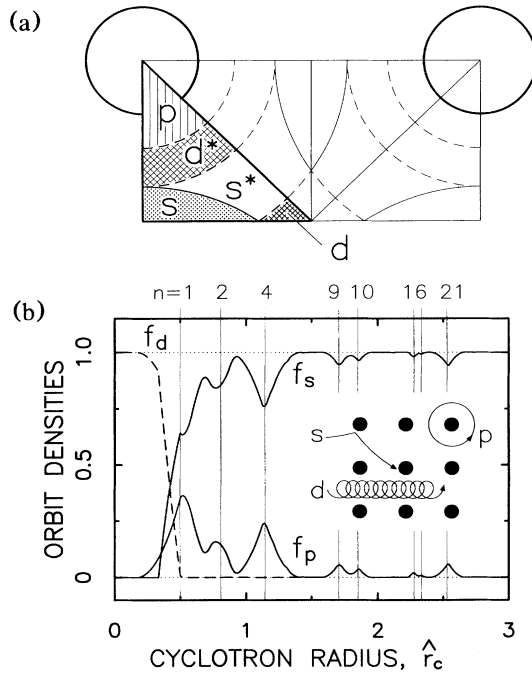 (a)
p
d*
s*
s
d
(b)
n=1 2 4 9 10 16 21
f_d
1.0
f_s
ORBIT DENSITIES
0.5
s
p
d
f_p
0
0 1 2 3
CYCLOTRON RADIUS, r̂_c